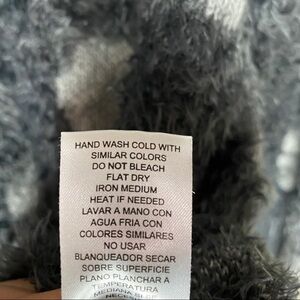 HAND WASH COLD WITH
SIMILAR COLORS
DO NOT BLEACH
FLAT DRY
IRON MEDIUM
HEAT IF NEEDED
LAVAR A MANO CON
AGUA FRIA CON
COLORES SIMILARES
NO USAR
BLANQUEADOR SECAR
SOBRE SUPERFICIE
PLANO PLANCHAR A
TEMPERATURA